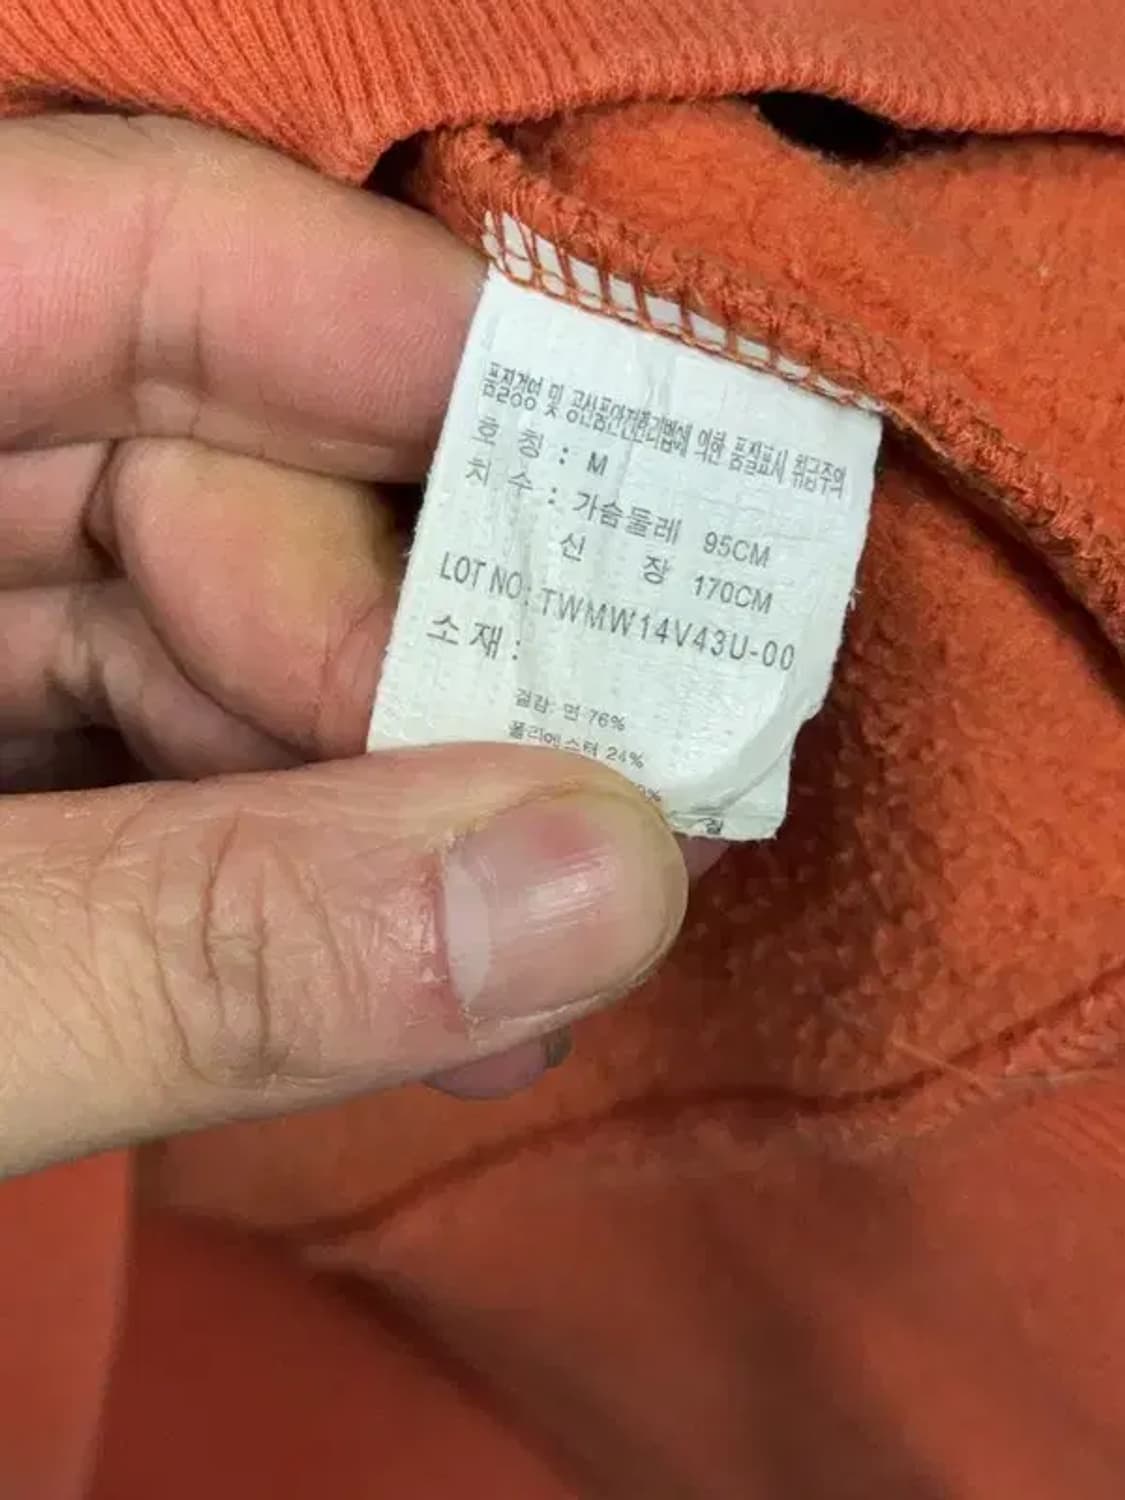 품질경영 및 공산품안전관리법에 의한 품질표시 취급주의
호 칭 : M
치 수 : 가슴둘레 95CM
신 장 170CM
LOT NO: TWMW14V43U-00
소 재 :
겉감: 면 76%
폴리에스터 24%